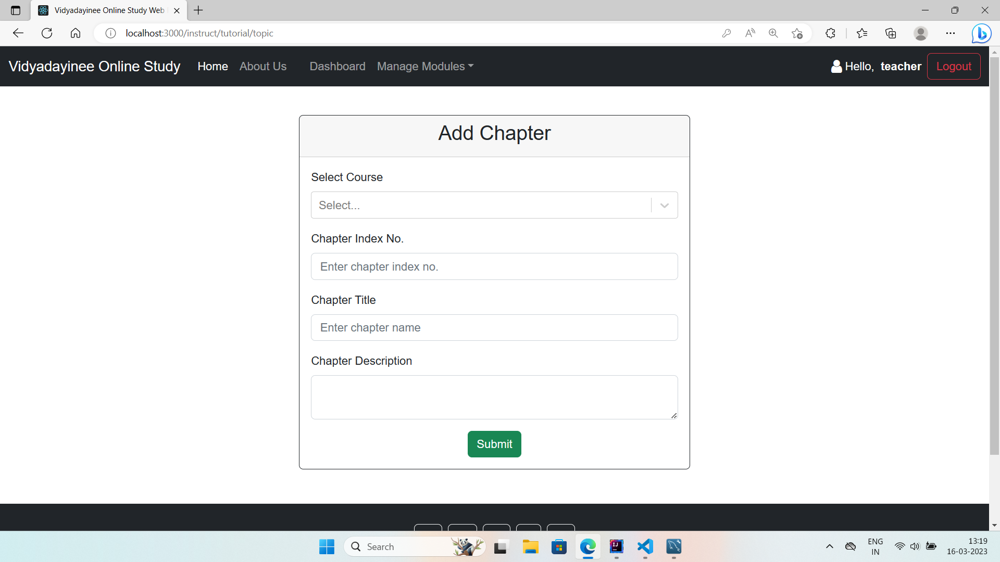 Vidyadayinee Online Study Web
localhost:3000/instruct/tutorial/topic
Vidyadayinee Online Study Home About Us Dashboard Manage Modules Hello, teacher Logout
Add Chapter
Select Course
Select...
Chapter Index No.
Enter chapter index no.
Chapter Title
Enter chapter name
Chapter Description
Submit
Search
ENG
IN
13:19
16-03-2023